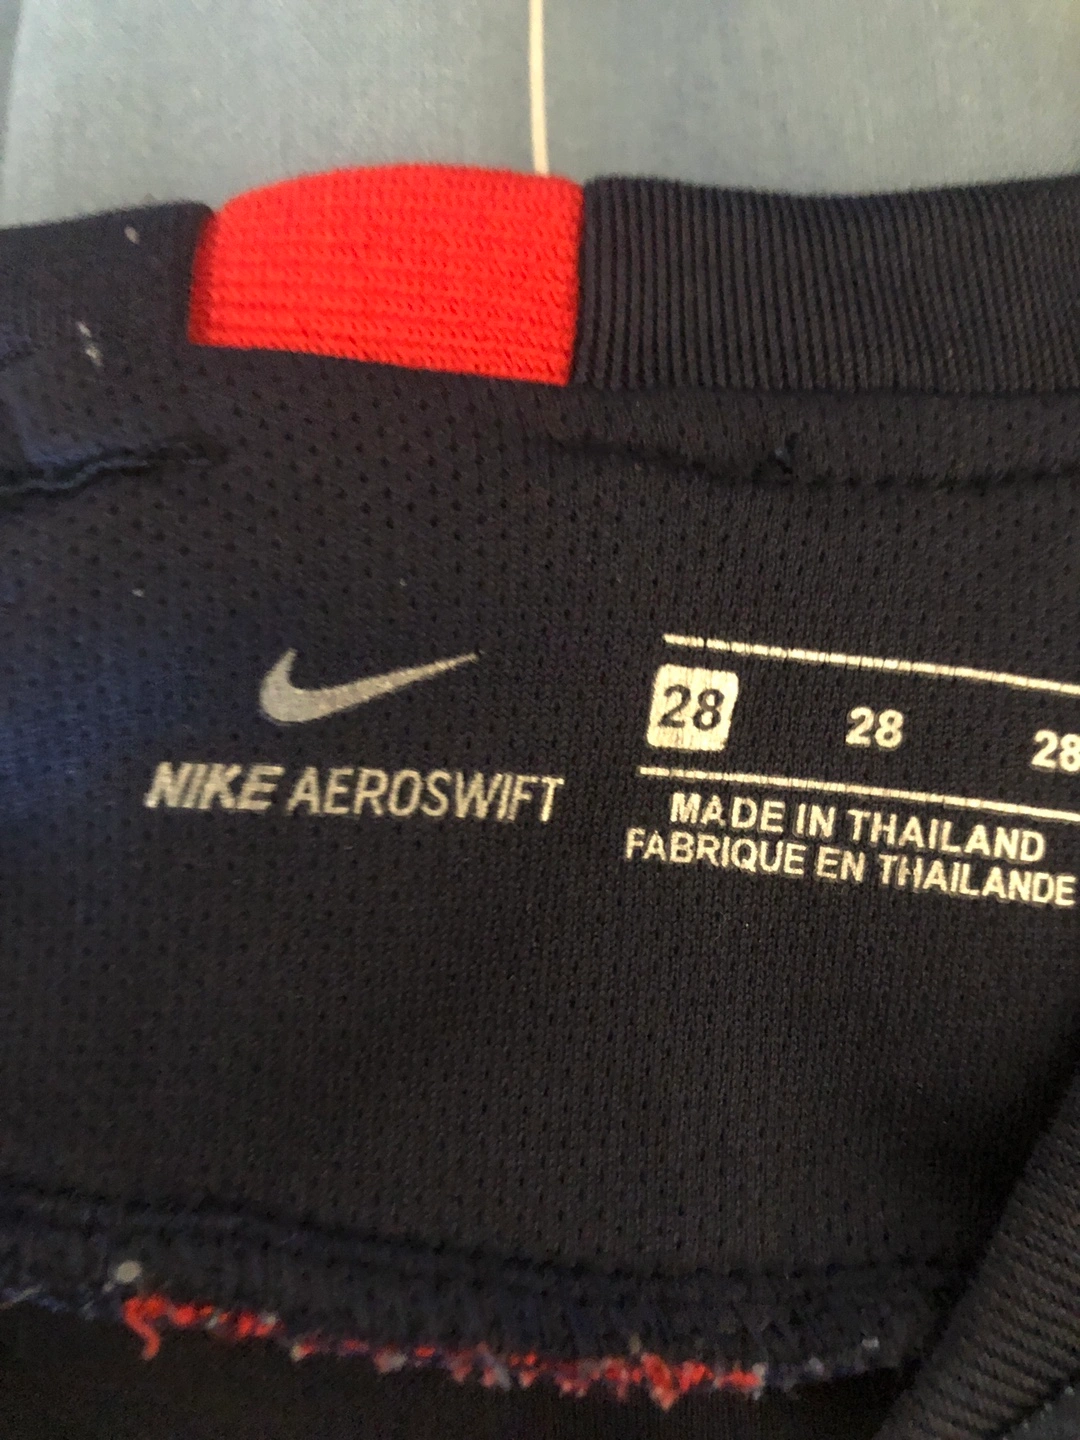 NIKE AEROSWIFT
28 28 28
MADE IN THAILAND
FABRIQUE EN THAILANDE